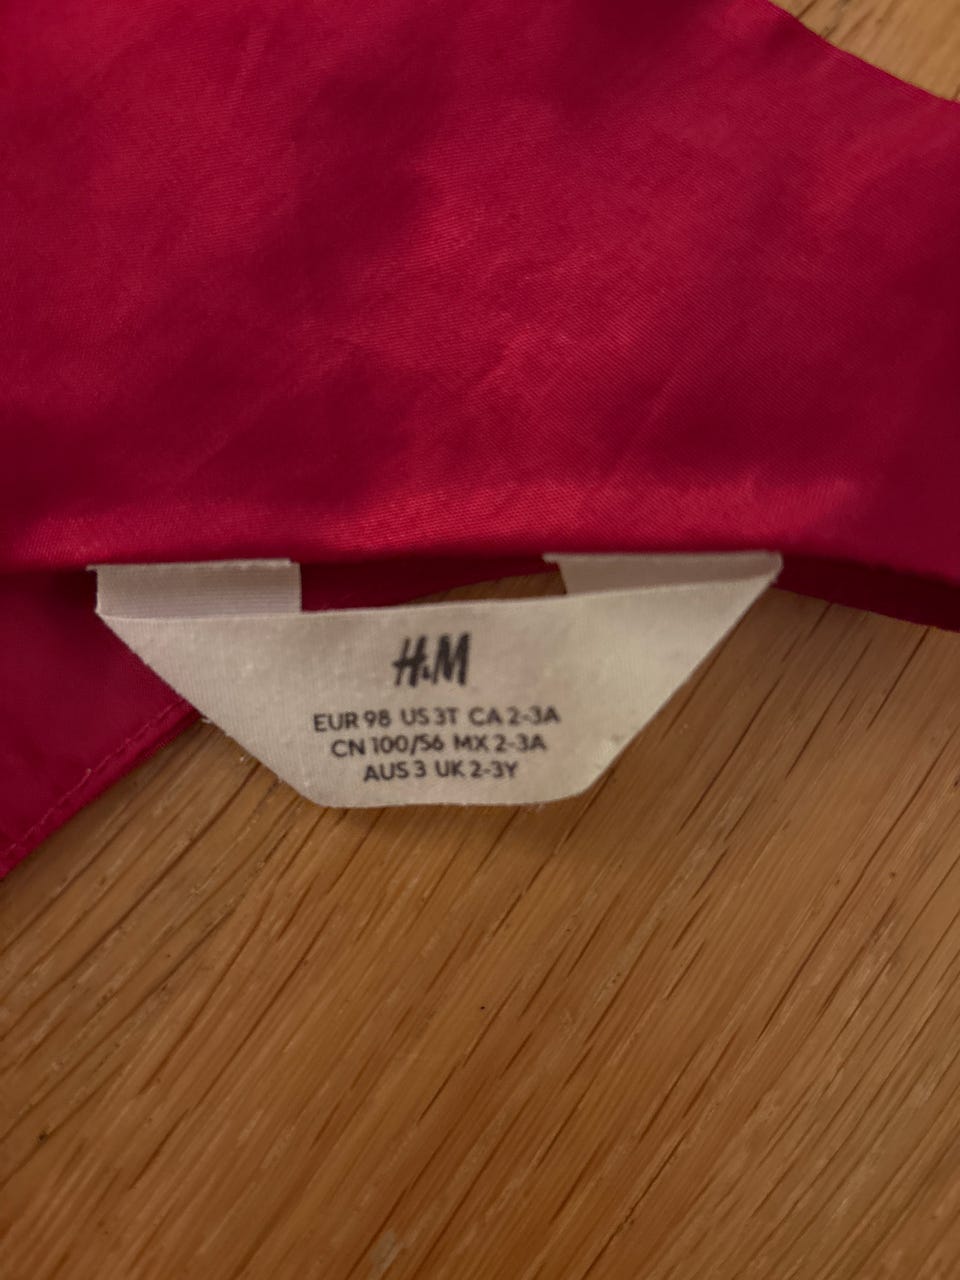 H&M
EUR 98 US 3T CA 2-3A
CN 100/56 MX 2-3A
AUS 3 UK 2-3Y